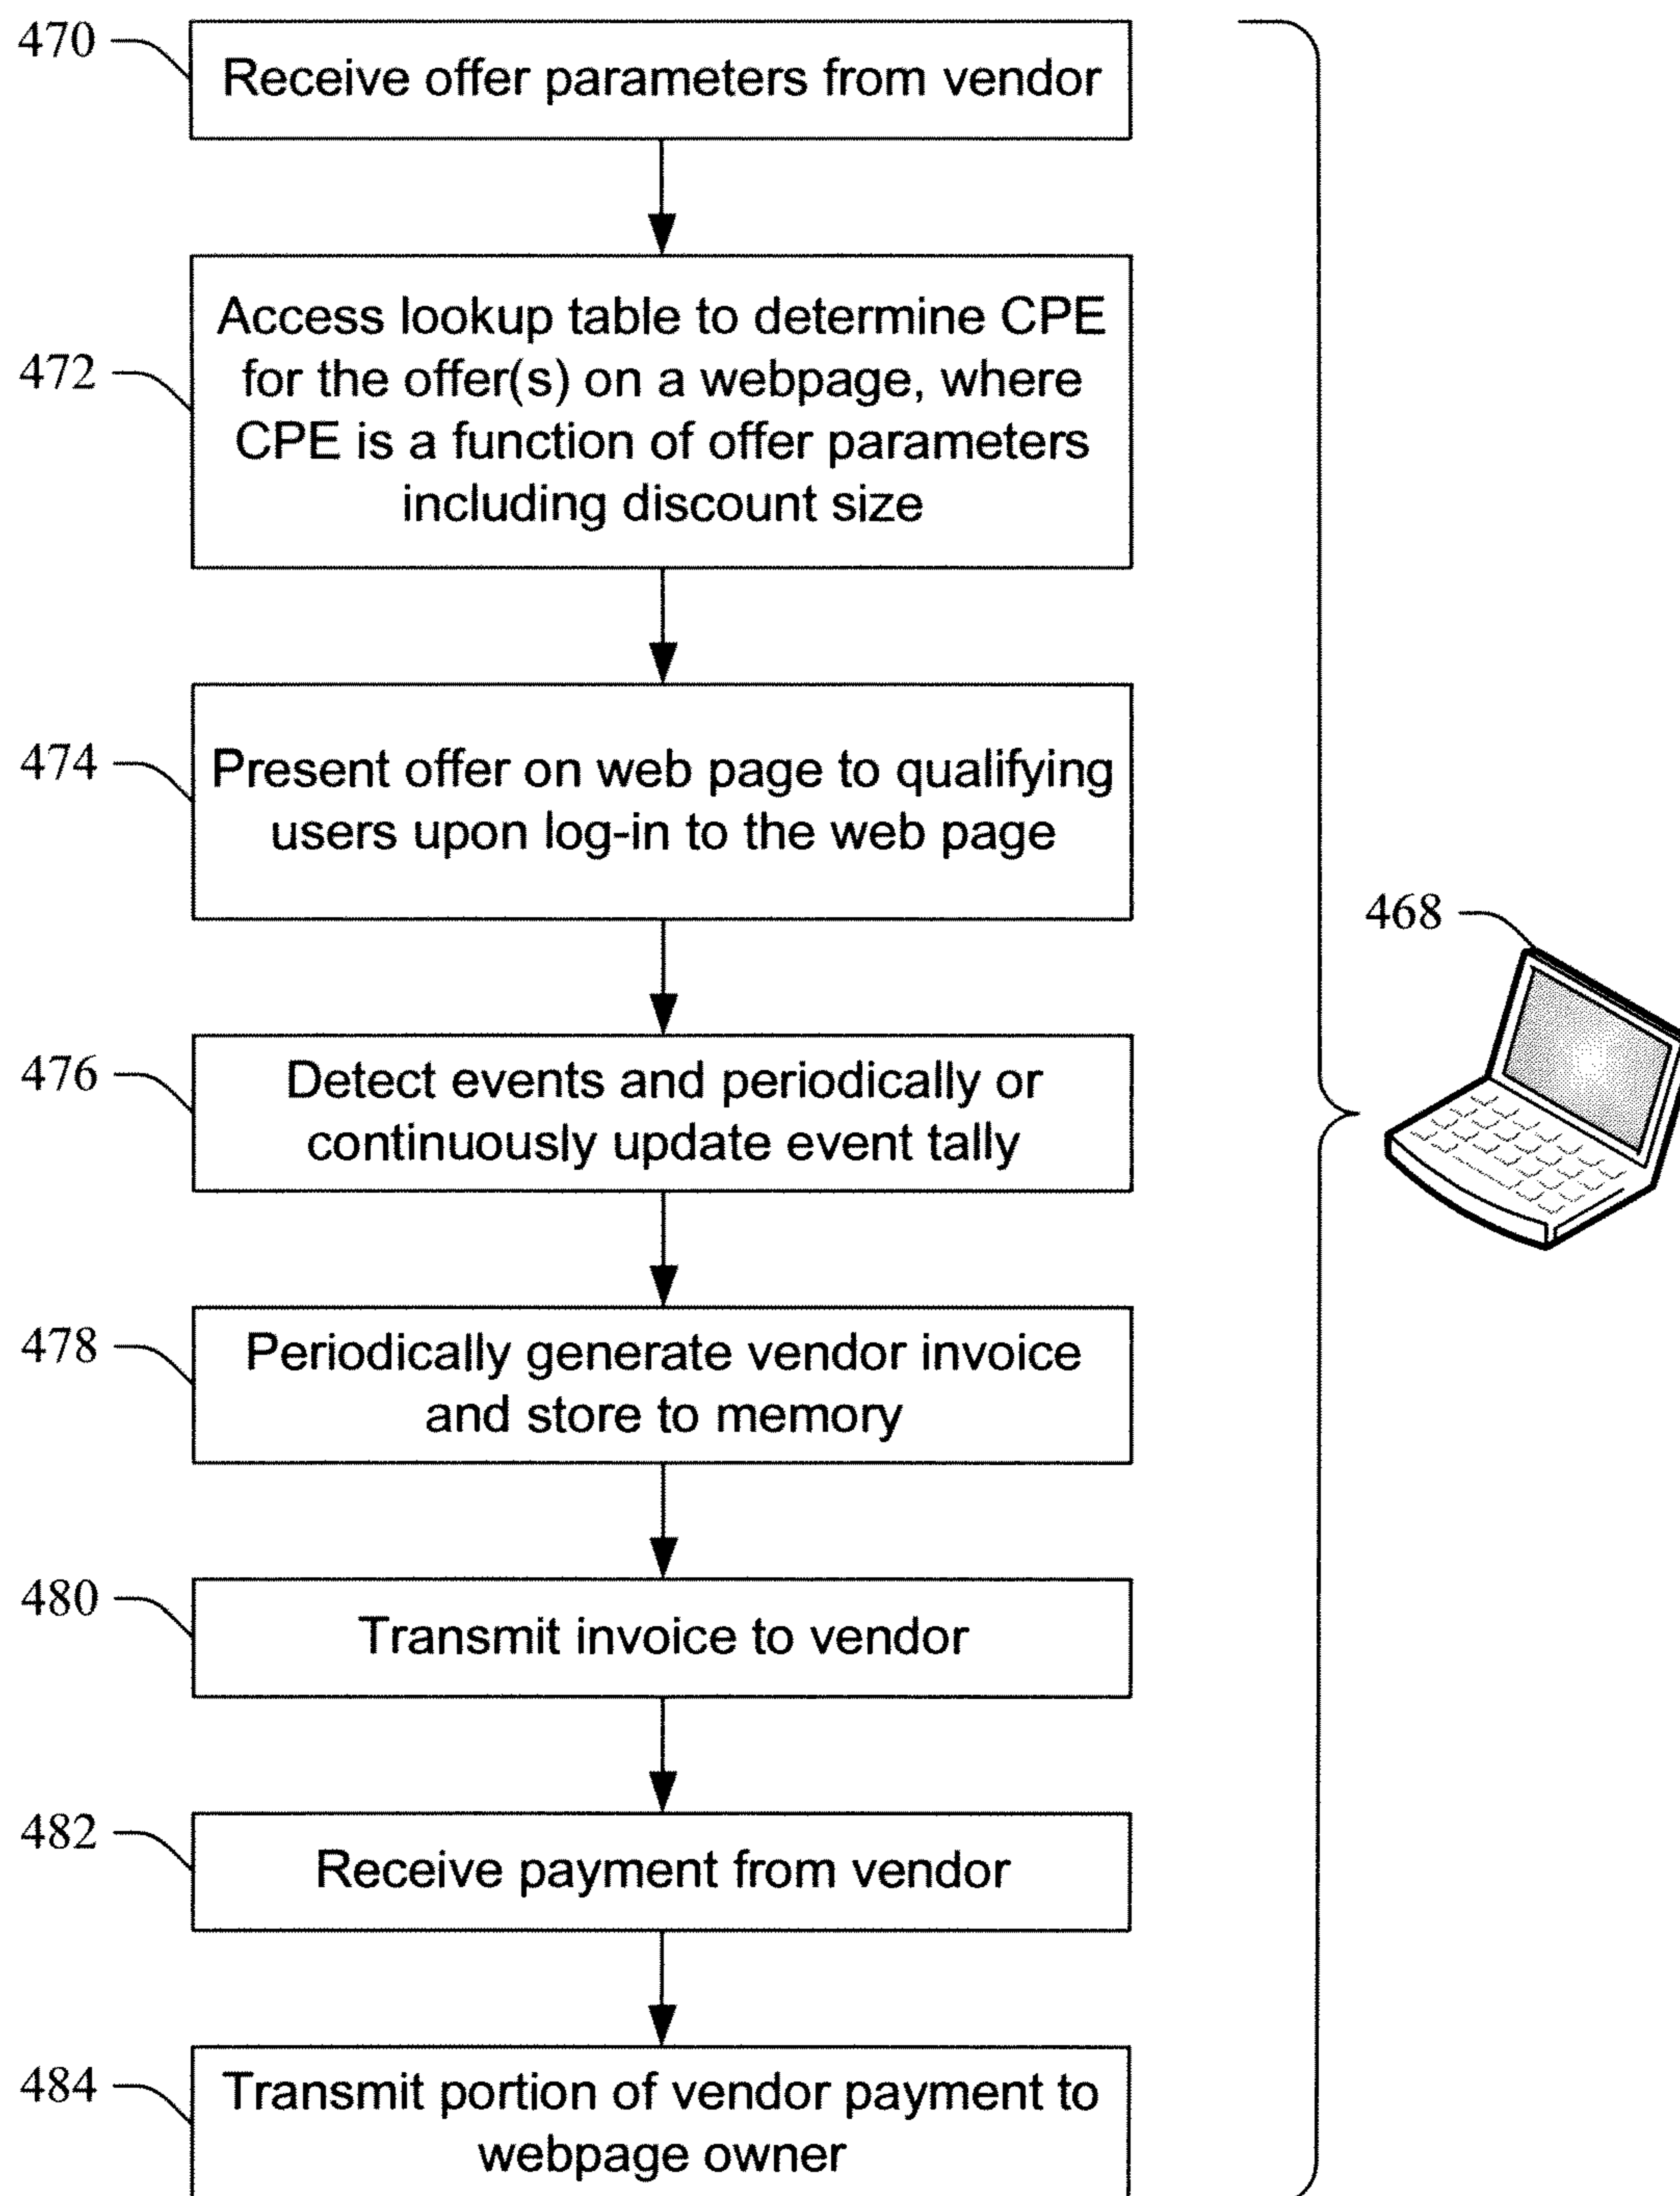 470
Receive offer parameters from vendor
472
Access lookup table to determine CPE
for the offer(s) on a webpage, where
CPE is a function of offer parameters
including discount size
474
Present offer on web page to qualifying
users upon log-in to the web page
468
476
Detect events and periodically or
continuously update event tally
478
Periodically generate vendor invoice
and store to memory
480
Transmit invoice to vendor
482
Receive payment from vendor
484
Transmit portion of vendor payment to
webpage owner